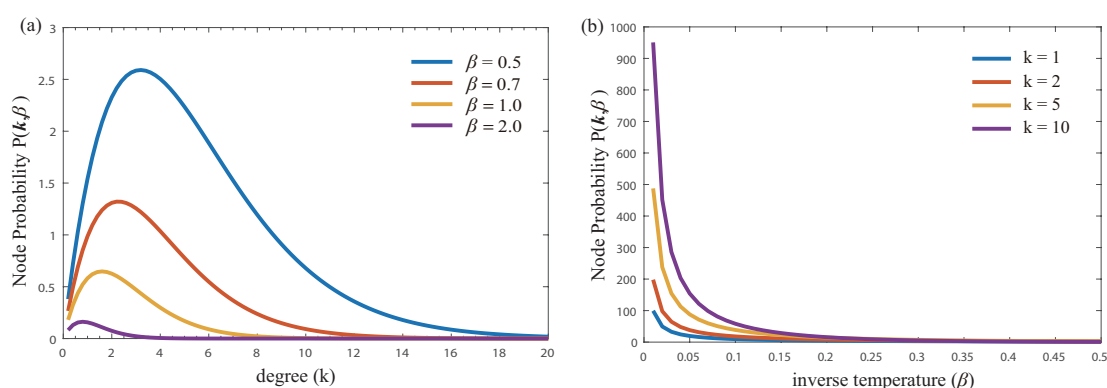 (a)
3
2.5
2
1.5
1
0.5
0
0 2 4 6 8 10 12 14 16 18 20
Node Probability P(k,β)
degree (k)
β = 0.5
β = 0.7
β = 1.0
β = 2.0
(b)
1000
900
800
700
600
500
400
300
200
100
0
0 0.05 0.1 0.15 0.2 0.25 0.3 0.35 0.4 0.45 0.5
Node Probability P(k,β)
inverse temperature (β)
k = 1
k = 2
k = 5
k = 10